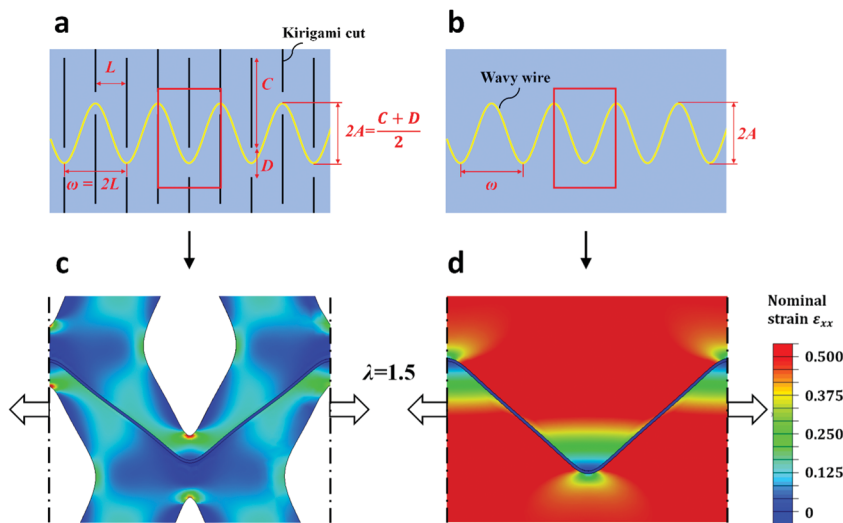 a
Kirigami cut
L
C
D
2A=
C + D
2
ω = 2L
b
Wavy wire
2A
ω
c
λ=1.5
d
Nominal
strain εxx
0.500
0.375
0.250
0.125
0